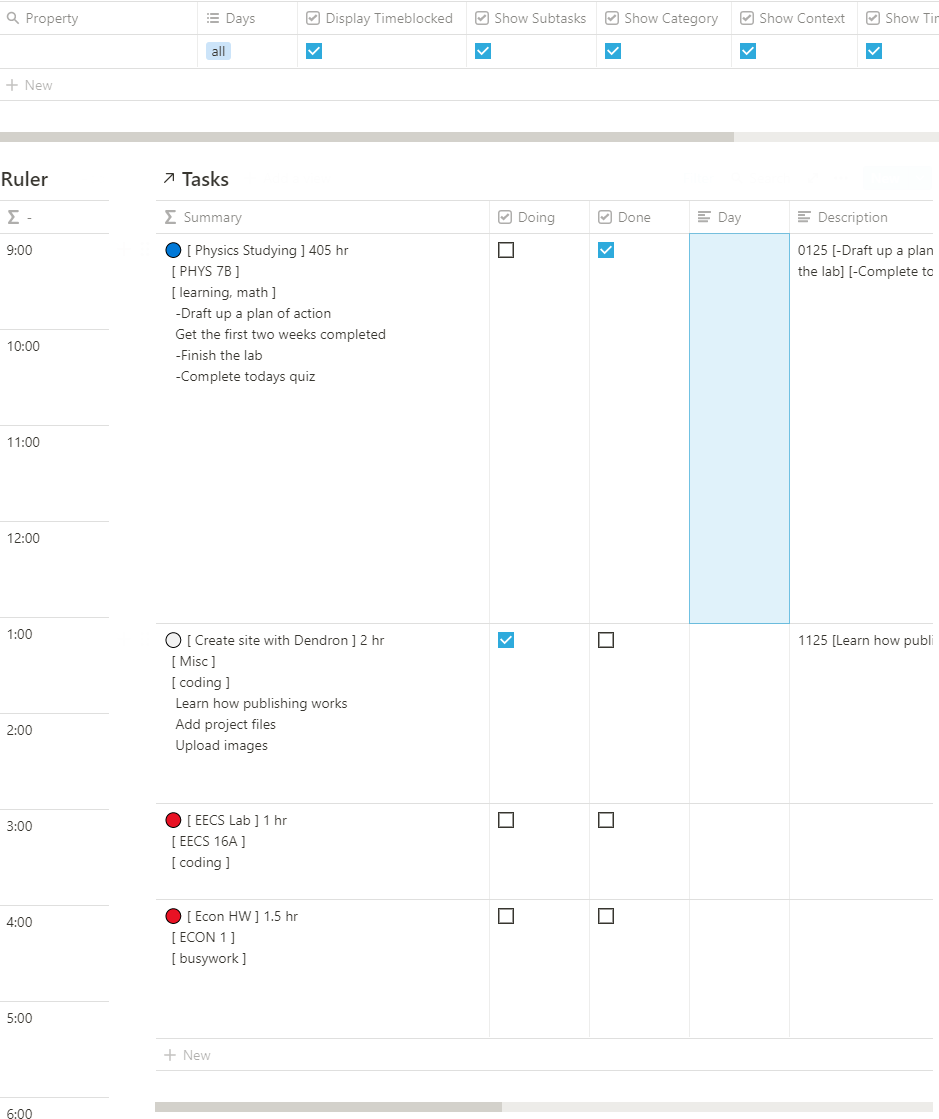 Property Days Display Timeblocked Show Subtasks Show Category Show Context Show
all
New
Ruler
Tasks
Σ -
Σ Summary Doing Done Day Description
9:00
10:00
11:00
12:00
1:00
2:00
3:00
4:00
5:00
6:00
[ Physics Studying ] 405 hr
[ PHYS 7B ]
[ learning, math ]
-Draft up a plan of action
Get the first two weeks completed
-Finish the lab
-Complete todays quiz
0125 [-Draft up a plan
the lab] [-Complete to
[ Create site with Dendron ] 2 hr
[ Misc ]
[ coding ]
Learn how publishing works
Add project files
Upload images
1125 [Learn how publi
[ EECS Lab ] 1 hr
[ EECS 16A ]
[ coding ]
[ Econ HW ] 1.5 hr
[ ECON 1 ]
[ busywork ]
New